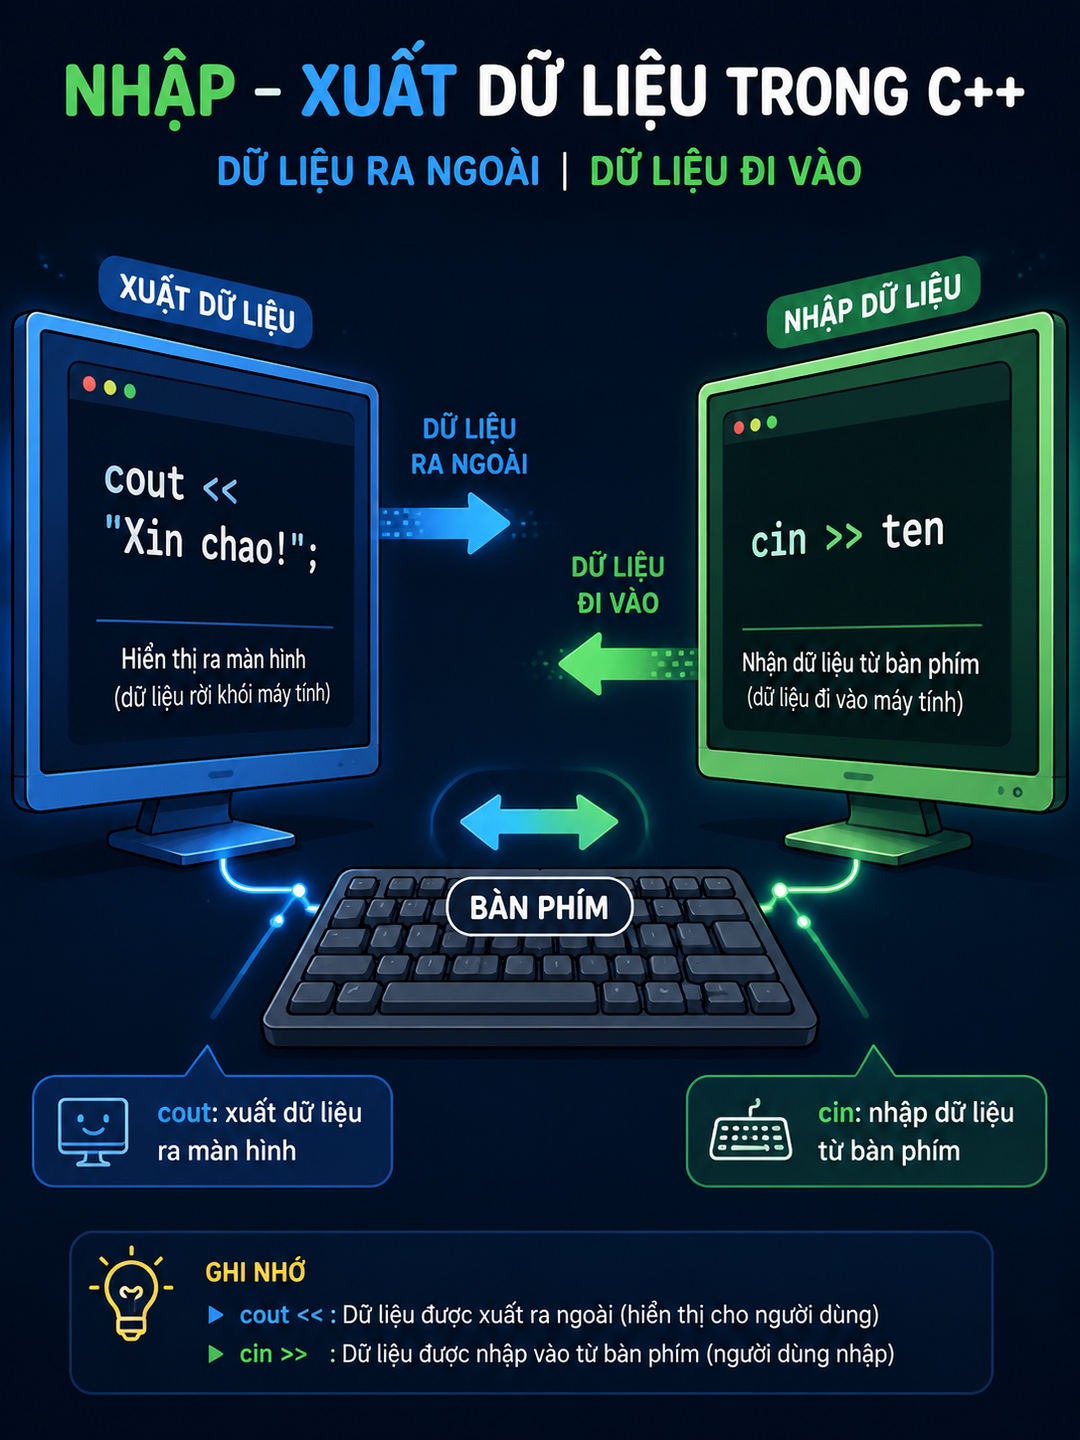 NHẬP - XUẤT DỮ LIỆU TRONG C++
DỮ LIỆU RA NGOÀI | DỮ LIỆU ĐI VÀO
XUẤT DỮ LIỆU
NHẬP DỮ LIỆU
cout <<
"Xin chao!";
Hiển thị ra màn hình
(dữ liệu rời khỏi máy tính)
DỮ LIỆU
RA NGOÀI
DỮ LIỆU
ĐI VÀO
cin >> ten
Nhận dữ liệu từ bàn phím
(dữ liệu đi vào máy tính)
BÀN PHÍM
cout: xuất dữ liệu
ra màn hình
cin: nhập dữ liệu
từ bàn phím
GHI NHỚ
▶ cout << : Dữ liệu được xuất ra ngoài (hiển thị cho người dùng)
▶ cin >> : Dữ liệu được nhập vào từ bàn phím (người dùng nhập)